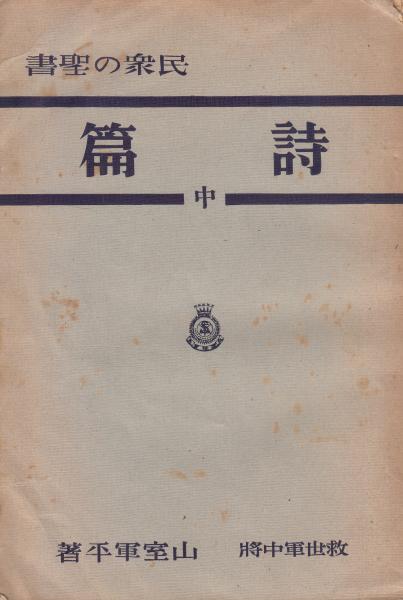 民衆の聖書
詩篇
中
救世軍中將 山室軍平著